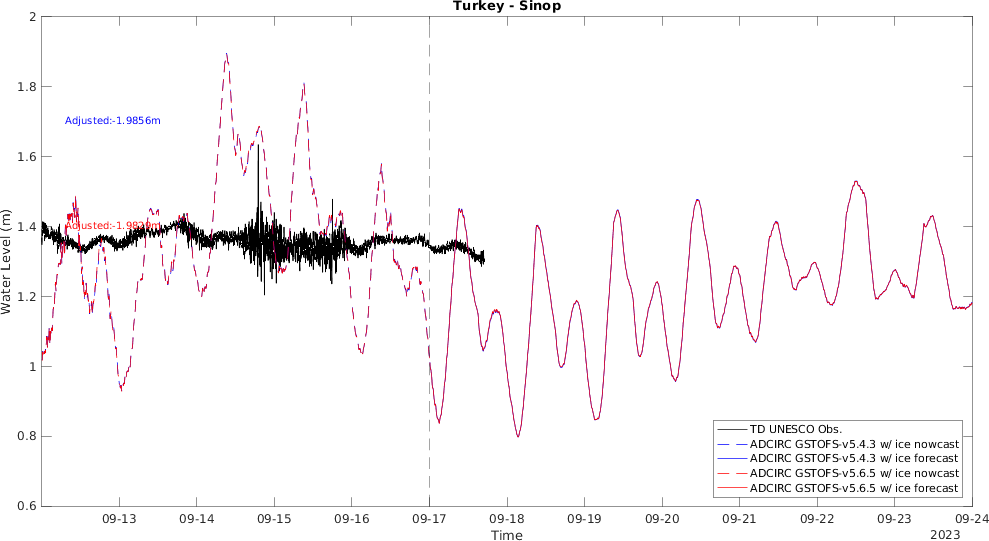 Turkey - Sinop
Water Level (m)
2
1.8
1.6
1.4
1.2
1
0.8
0.6
Adjusted:-1.9856m
TD UNESCO Obs.
ADCIRC GSTOFS-v5.4.3 w/ ice nowcast
ADCIRC GSTOFS-v5.4.3 w/ ice forecast
ADCIRC GSTOFS-v5.6.5 w/ ice nowcast
ADCIRC GSTOFS-v5.6.5 w/ ice forecast
09-13 09-14 09-15 09-16 09-17 09-18 09-19 09-20 09-21 09-22 09-23 09-24
Time
2023